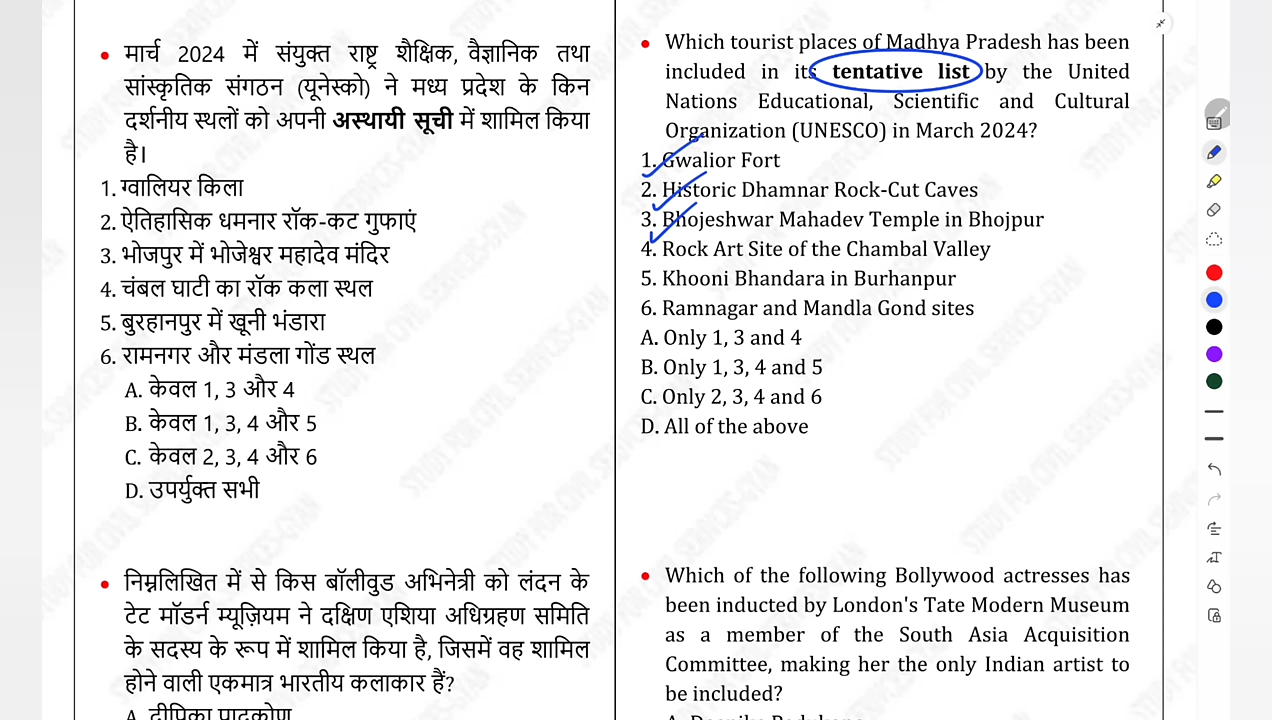 मार्च 2024 में संयुक्त राष्ट्र शैक्षिक, वैज्ञानिक तथा
सांस्कृतिक संगठन (यूनेस्को) ने मध्य प्रदेश के किन
दर्शनीय स्थलों को अपनी अस्थायी सूची में शामिल किया
है।
1. ग्वालियर किला
2. ऐतिहासिक धमनार रॉक-कट गुफाएं
3. भोजपुर में भोजेश्वर महादेव मंदिर
4. चंबल घाटी का रॉक कला स्थल
5. बुरहानपुर में खूनी भंडारा
6. रामनगर और मंडला गोंड स्थल
A. केवल 1, 3 और 4
B. केवल 1, 3, 4 और 5
C. केवल 2, 3, 4 और 6
D. उपर्युक्त सभी
निम्नलिखित में से किस बॉलीवुड अभिनेत्री को लंदन के
टेट मॉडर्न म्यूज़ियम ने दक्षिण एशिया अधिग्रहण समिति
के सदस्य के रूप में शामिल किया है, जिसमें वह शामिल
होने वाली एकमात्र भारतीय कलाकार हैं?
A. दीपिका पादुकोण
Which tourist places of Madhya Pradesh has been
included in its tentative list by the United
Nations Educational, Scientific and Cultural
Organization (UNESCO) in March 2024?
1. Gwalior Fort
2. Historic Dhamnar Rock-Cut Caves
3. Bhojeshwar Mahadev Temple in Bhojpur
4. Rock Art Site of the Chambal Valley
5. Khooni Bhandara in Burhanpur
6. Ramnagar and Mandla Gond sites
A. Only 1, 3 and 4
B. Only 1, 3, 4 and 5
C. Only 2, 3, 4 and 6
D. All of the above
Which of the following Bollywood actresses has
been inducted by London's Tate Modern Museum
as a member of the South Asia Acquisition
Committee, making her the only Indian artist to
be included?
A. Deepika Padukone